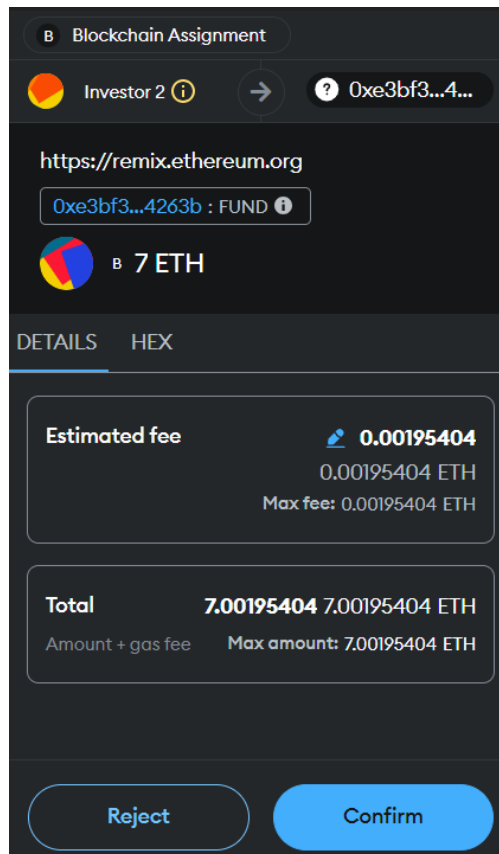 B Blockchain Assignment
Investor 2 i → ? 0xe3bf3...4...
https://remix.ethereum.org
0xe3bf3...4263b : FUND i
B 7 ETH
DETAILS HEX
Estimated fee 0.00195404
0.00195404 ETH
Max fee: 0.00195404 ETH
Total 7.00195404 7.00195404 ETH
Amount + gas fee Max amount: 7.00195404 ETH
Reject Confirm